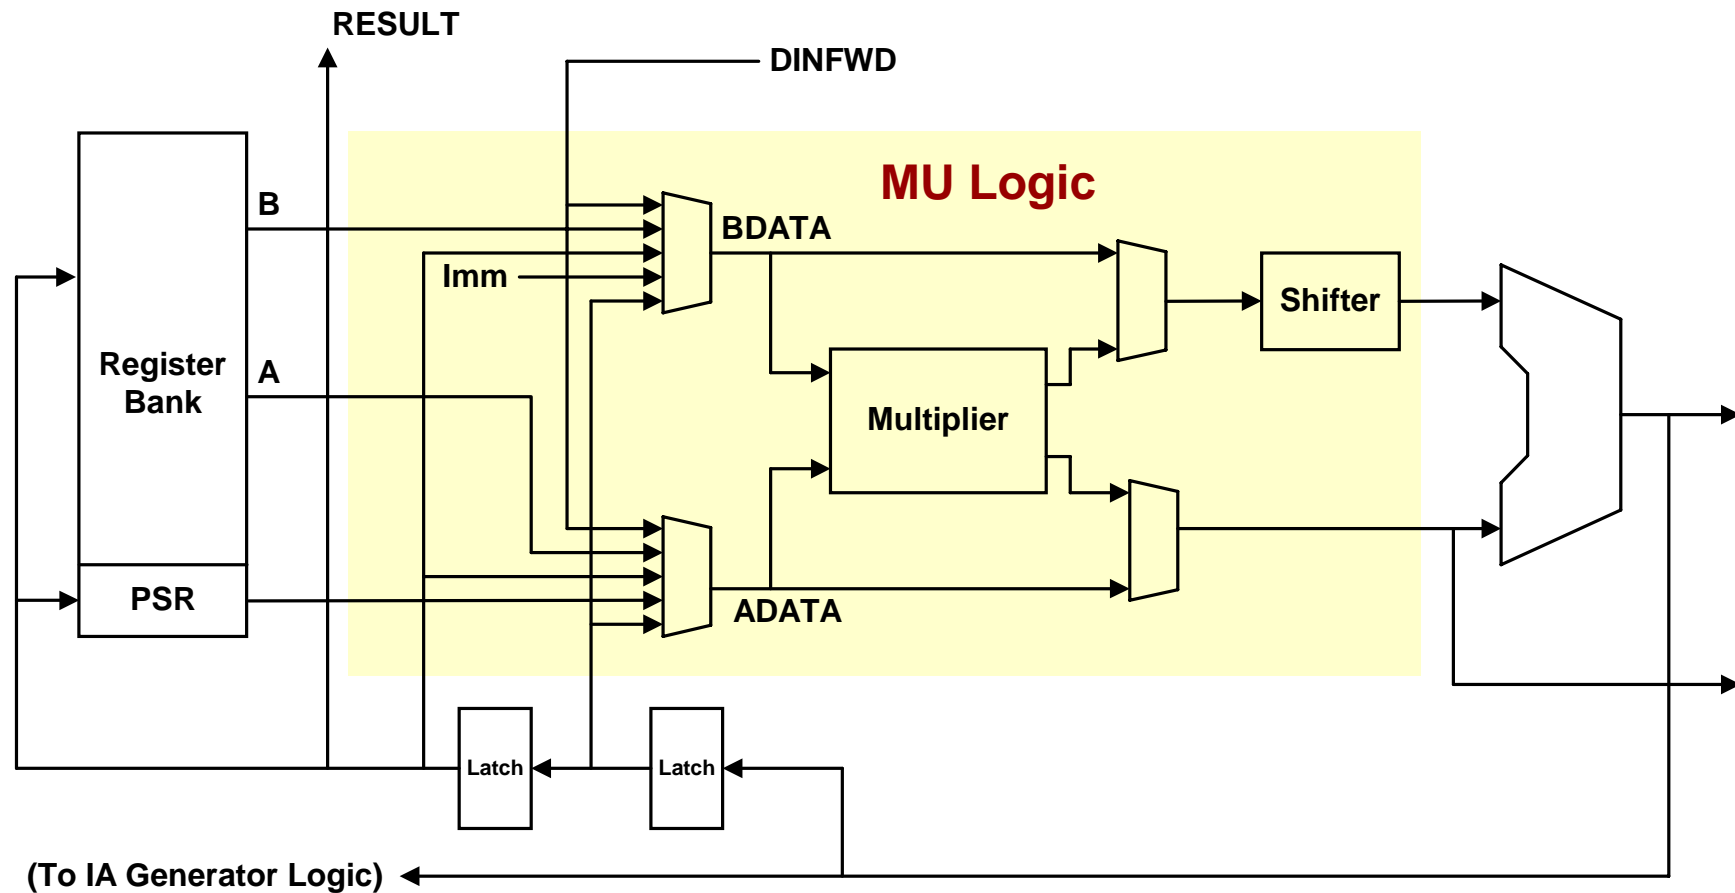 RESULT
DINFWD
MU Logic
B
BDATA
Imm
Shifter
Register
Bank
A
Multiplier
PSR
ADATA
Latch
Latch
(To IA Generator Logic)